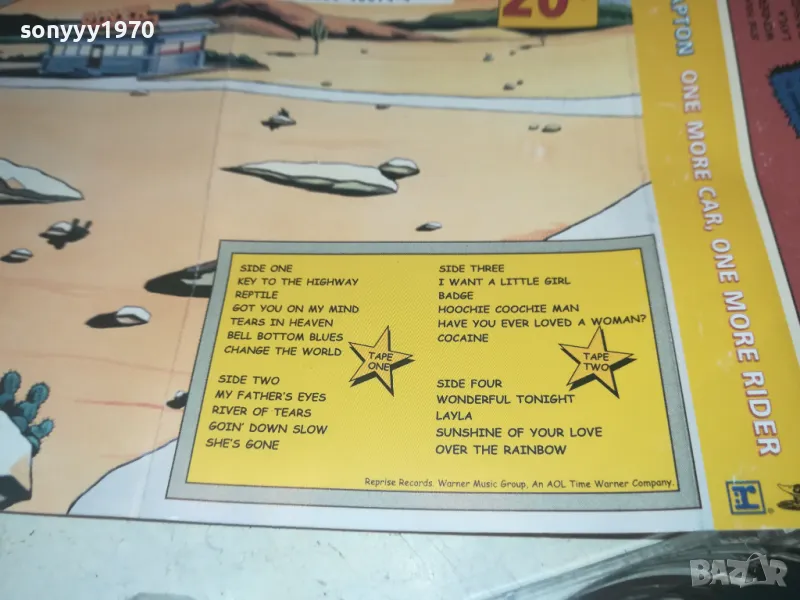 sonyyy1970
20
SIDE ONE
KEY TO THE HIGHWAY
REPTILE
GOT YOU ON MY MIND
TEARS IN HEAVEN
BELL BOTTOM BLUES
CHANGE THE WORLD
TAPE
ONE
SIDE TWO
MY FATHER'S EYES
RIVER OF TEARS
GOIN' DOWN SLOW
SHE'S GONE
SIDE THREE
I WANT A LITTLE GIRL
BADGE
HOOCHIE COOCHIE MAN
HAVE YOU EVER LOVED A WOMAN?
COCAINE
TAPE
TWO
SIDE FOUR
WONDERFUL TONIGHT
LAYLA
SUNSHINE OF YOUR LOVE
OVER THE RAINBOW
Reprise Records. Warner Music Group, An AOL Time Warner Company.
APTON ONE MORE CAR, ONE MORE RIDER
BAZAR